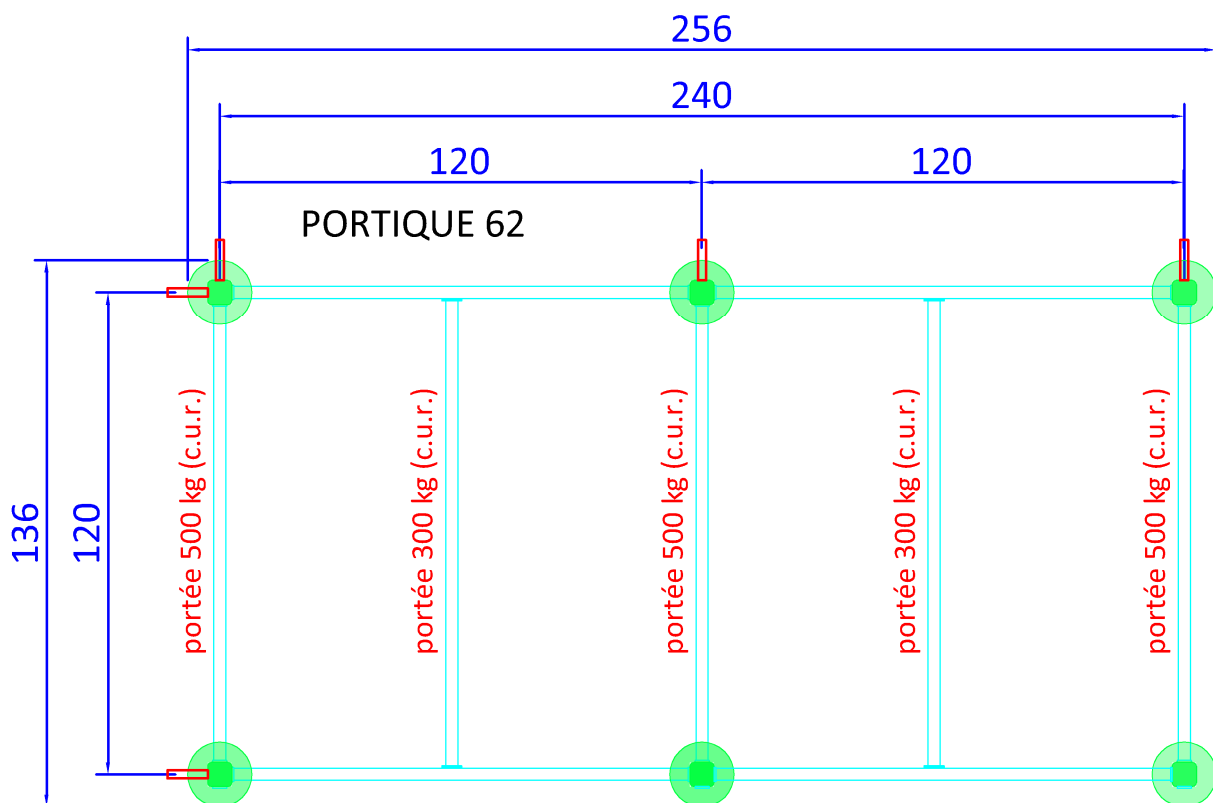 256
240
120
120
PORTIQUE 62
136
120
portée 500 kg (c.u.r.)
portée 300 kg (c.u.r.)
portée 500 kg (c.u.r.)
portée 300 kg (c.u.r.)
portée 500 kg (c.u.r.)